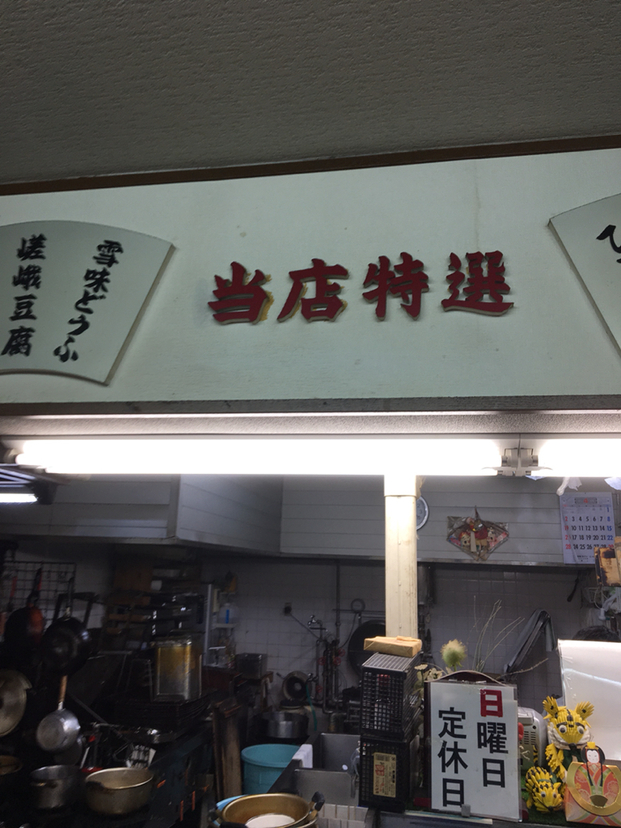 当店特選
雪味どうふ
嵯峨豆腐
ひ
日曜日
定休日